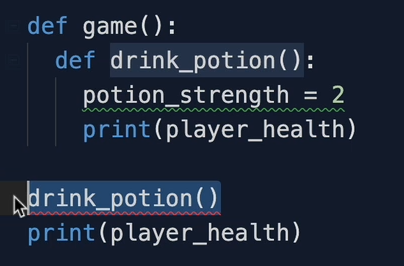 def game():
    def drink_potion():
        potion_strength = 2
        print(player_health)

drink_potion()
print(player_health)